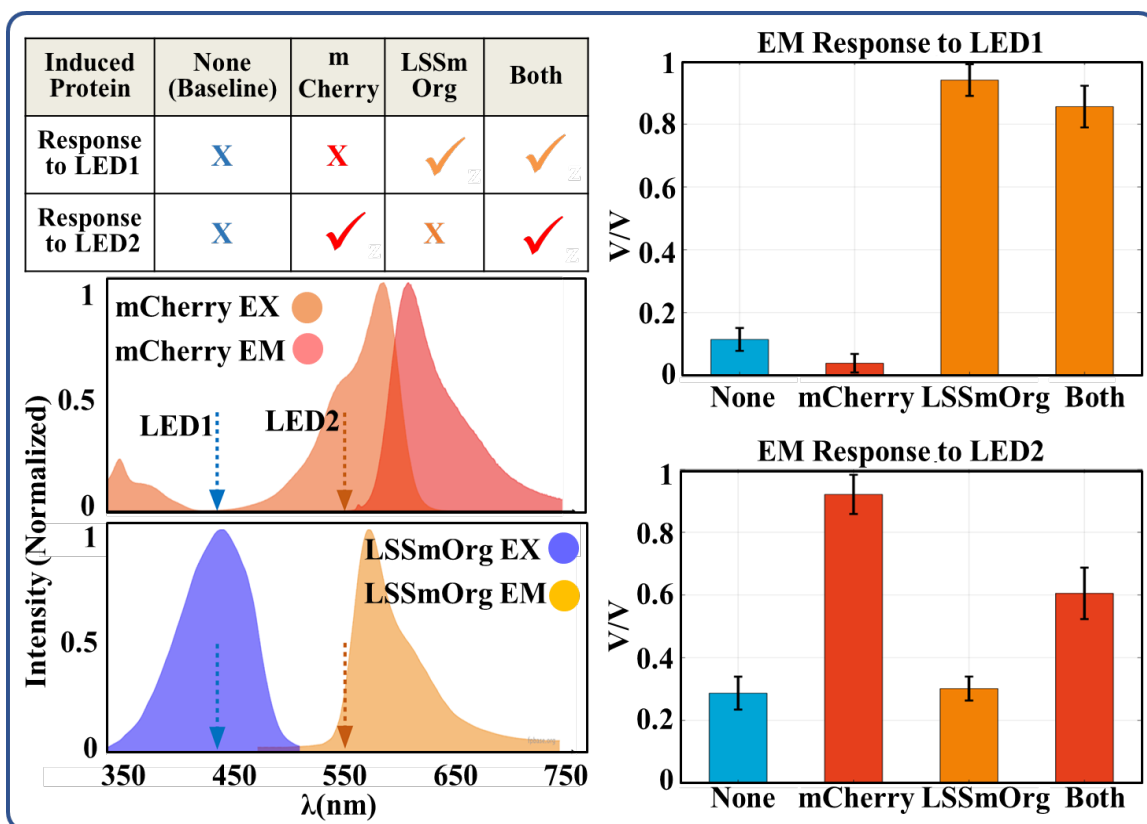 Induced Protein
None (Baseline)
m Cherry
LSSm Org
Both
Response to LED1
X
X
Z
Z
Response to LED2
X
Z
X
Z
1
mCherry EX
mCherry EM
0.5
LED1
LED2
0
Intensity (Normalized)
1
LSSmOrg EX
LSSmOrg EM
0.5
0
350 450 550 650 750
λ(nm)
EM Response to LED1
1
0.8
0.6
0.4
0.2
0
V/V
None mCherry LSSmOrg Both
EM Response to LED2
1
0.8
0.6
0.4
0.2
0
V/V
None mCherry LSSmOrg Both